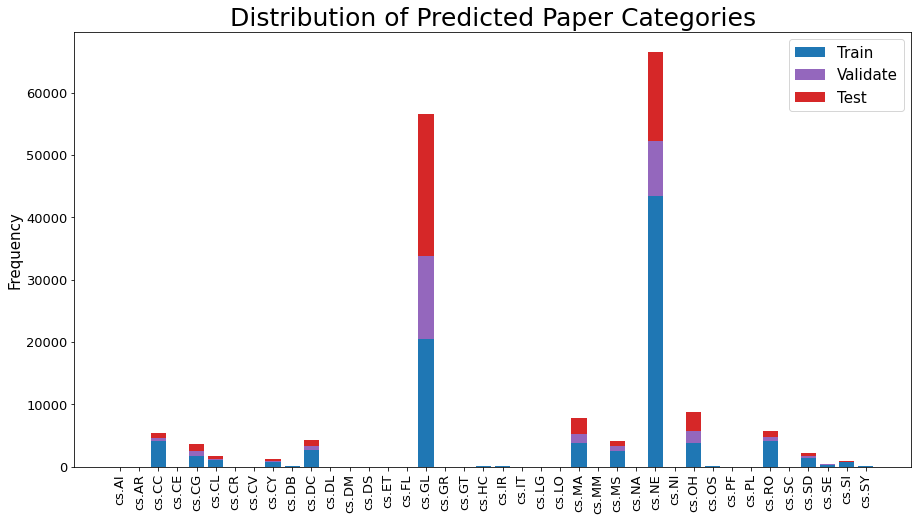 Distribution of Predicted Paper Categories
Train
Validate
Test
Frequency
60000
50000
40000
30000
20000
10000
0
cs.AI
cs.AR
cs.CC
cs.CE
cs.CG
cs.CL
cs.CR
cs.CV
cs.CY
cs.DB
cs.DC
cs.DL
cs.DM
cs.DS
cs.ET
cs.FL
cs.GL
cs.GR
cs.GT
cs.HC
cs.IR
cs.IT
cs.LG
cs.LO
cs.MA
cs.MM
cs.MS
cs.NA
cs.NE
cs.NI
cs.OH
cs.OS
cs.PF
cs.PL
cs.RO
cs.SC
cs.SD
cs.SE
cs.SI
cs.SY